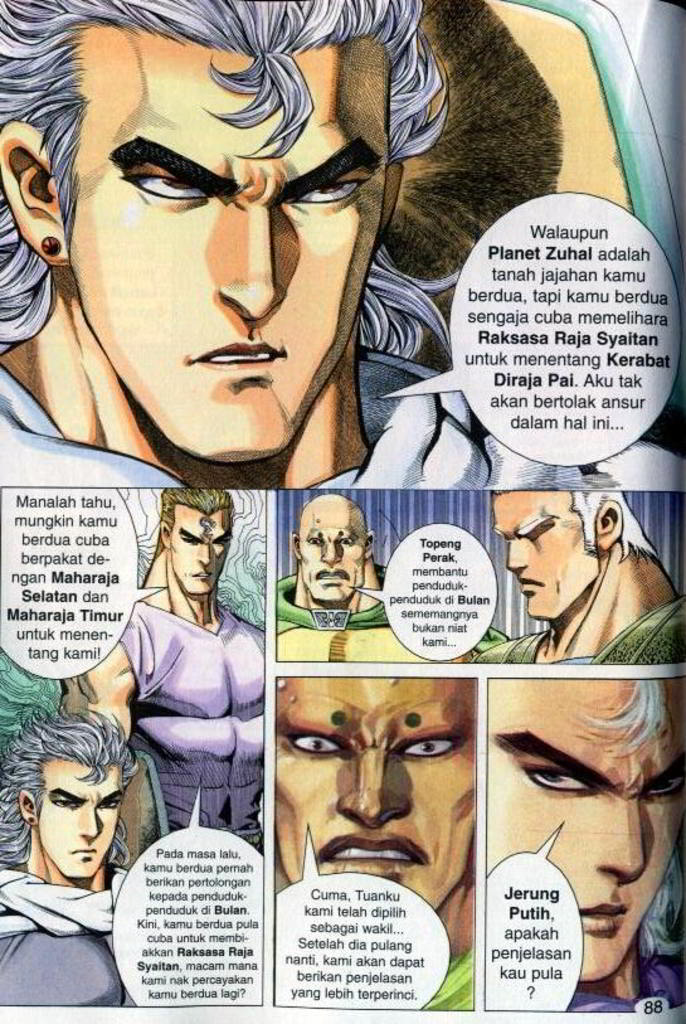 Walaupun
Planet Zuhal adalah
tanah jajahan kamu
berdua, tapi kamu berdua
sengaja cuba memelihara
Raksasa Raja Syaitan
untuk menentang Kerabat
Diraja Pai. Aku tak
akan bertolak ansur
dalam hal ini...
Manalah tahu,
mungkin kamu
berdua cuba
berpakat de-
ngan Maharaja
Selatan dan
Maharaja Timur
untuk menen-
tang kami!
Pada masa lalu,
kamu berdua pernah
berikan pertolongan
kepada penduduk-
penduduk di Bulan.
Kini, kamu berdua pula
cuba untuk membi-
akkan Raksasa Raja
Syaitan, macam mana
kami nak percayakan
kamu berdua lagi?
Topeng
Perak,
membantu
penduduk-
penduduk di Bulan
sememangnya
bukan niat
kami...
Cuma, Tuanku
kami telah dipilih
sebagai wakil...
Setelah dia pulang
nanti, kami akan dapat
berikan penjelasan
yang lebih terperinci.
Jerung
Putih,
apakah
penjelasan
kau pula
?
88